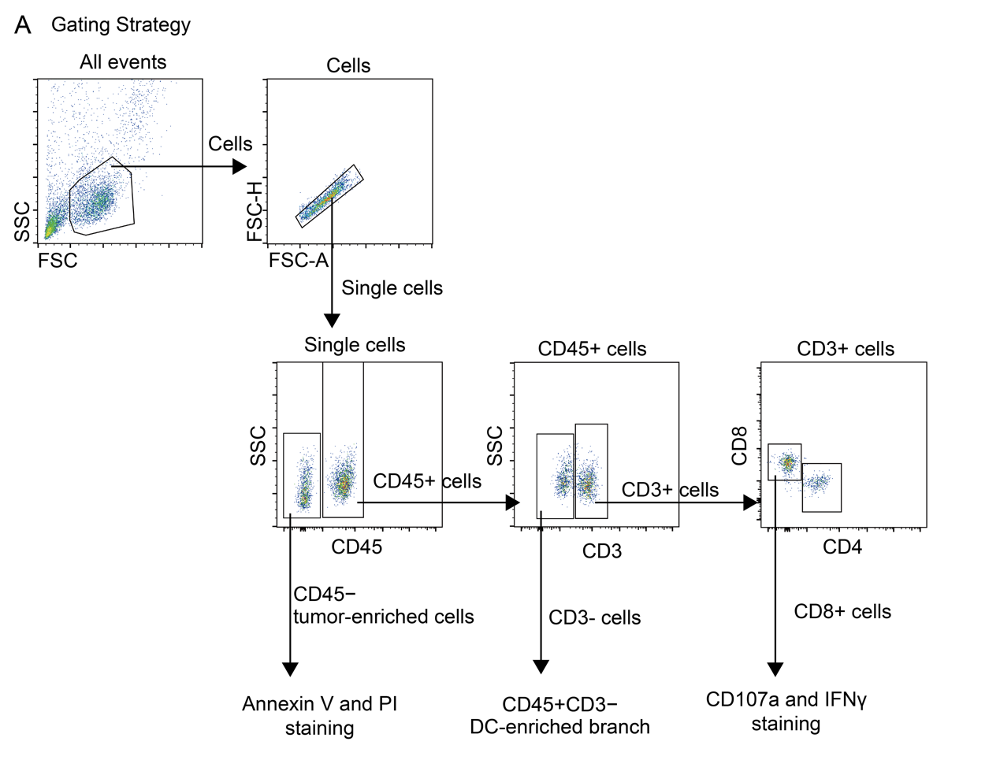 A Gating Strategy
All events
Cells
SSC
FSC
Cells
FSC-H
FSC-A
Single cells
Single cells
SSC
CD45
CD45+ cells
CD45+ cells
SSC
CD3
CD3+ cells
CD3+ cells
CD8
CD4
CD45−
tumor-enriched cells
CD3- cells
CD8+ cells
Annexin V and PI
staining
CD45+CD3−
DC-enriched branch
CD107a and IFNγ
staining